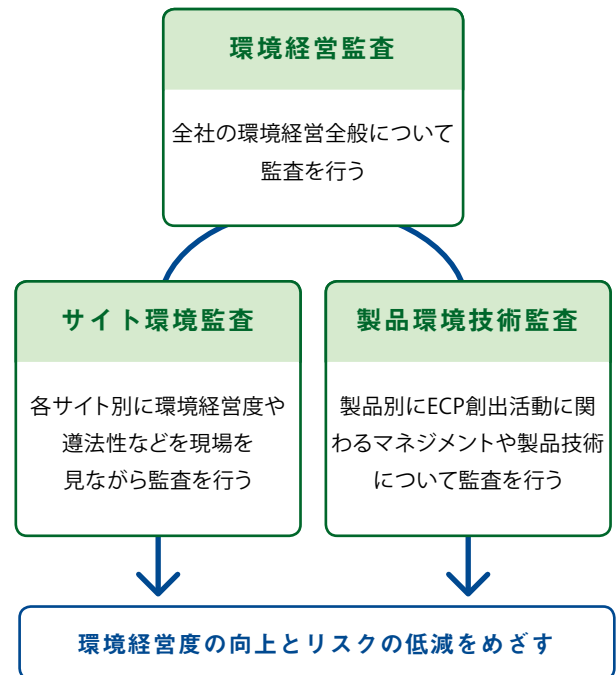 環境経営監査
全社の環境経営全般について
監査を行う
サイト環境監査
各サイト別に環境経営度や
遵法性などを現場を
見ながら監査を行う
製品環境技術監査
製品別にECP創出活動に関
わるマネジメントや製品技術
について監査を行う
環境経営度の向上とリスクの低減をめざす